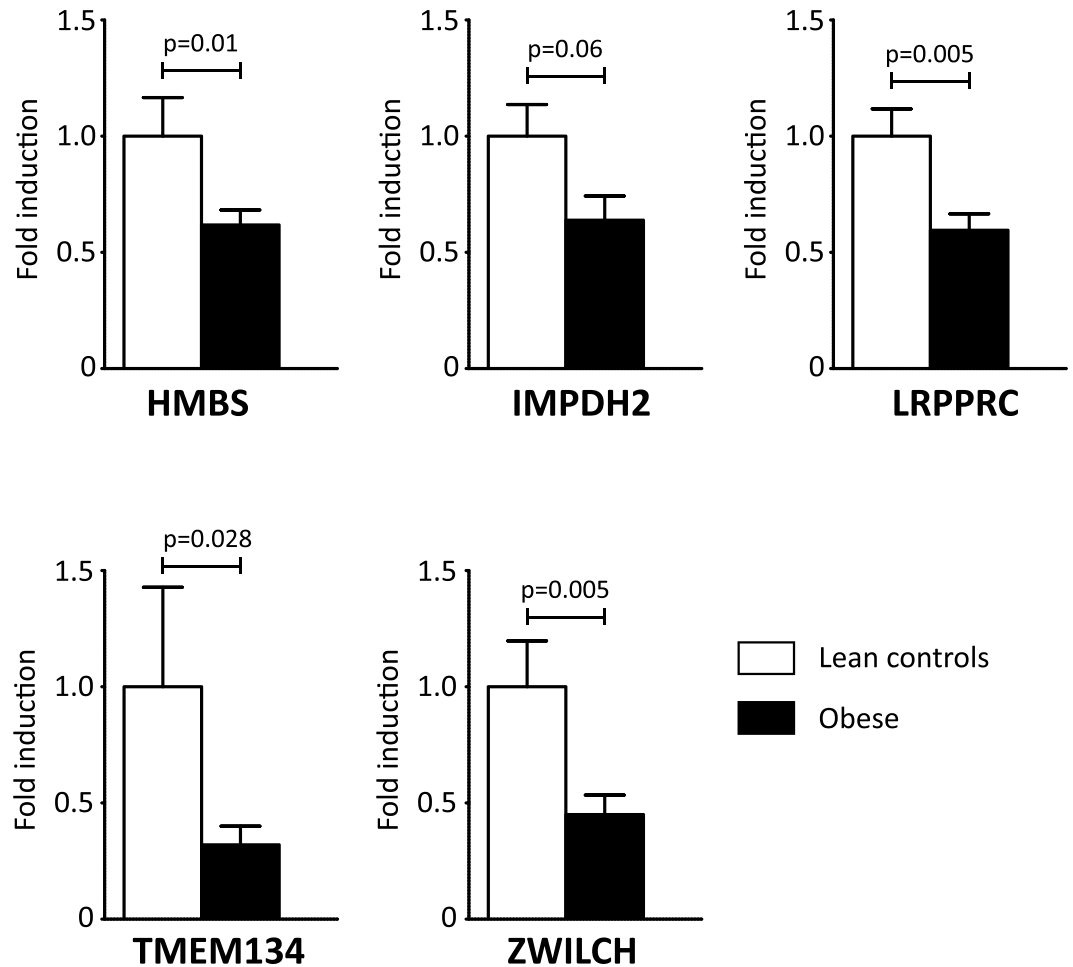 1.5
p=0.01
1.0
Fold induction
0.5
0
HMBS
1.5
p=0.06
1.0
Fold induction
0.5
0
IMPDH2
1.5
p=0.005
1.0
Fold induction
0.5
0
LRPPRC
1.5
p=0.028
1.0
Fold induction
0.5
0
TMEM134
1.5
p=0.005
1.0
Fold induction
0.5
0
ZWILCH
Lean controls
Obese